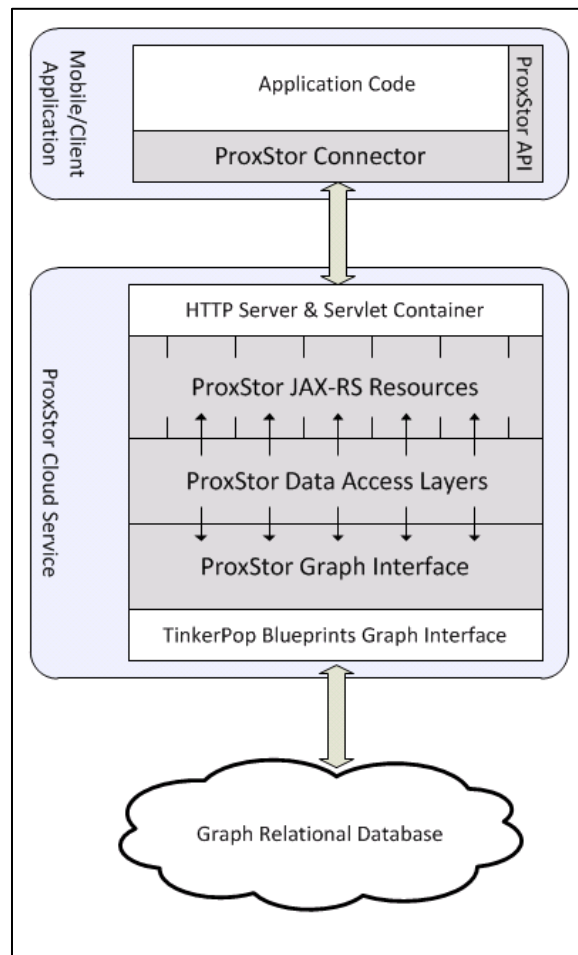 Mobile/Client
Application
Application Code
ProxStor Connector
ProxStor API
ProxStor Cloud Service
HTTP Server & Servlet Container
ProxStor JAX-RS Resources
ProxStor Data Access Layers
ProxStor Graph Interface
TinkerPop Blueprints Graph Interface
Graph Relational Database